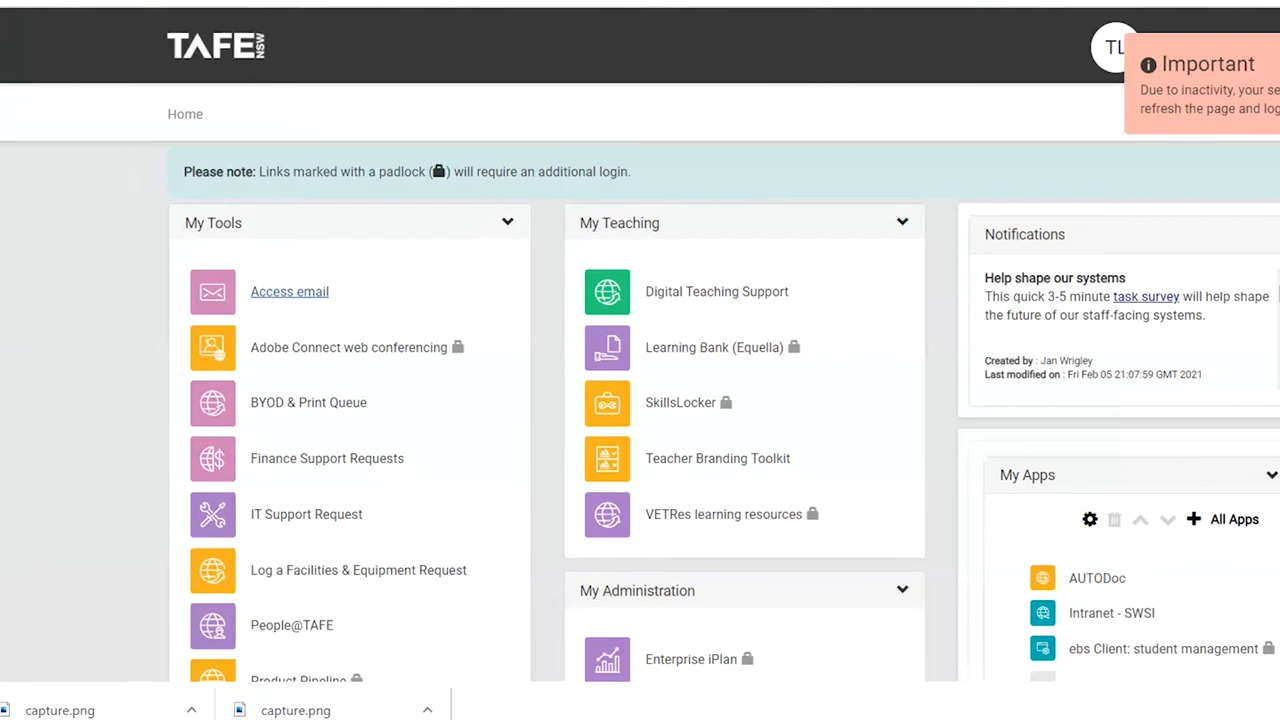 TAFE NSW
TL
Important
Due to inactivity, your se
refresh the page and log
Home
Please note: Links marked with a padlock () will require an additional login.
My Tools
Access email
Adobe Connect web conferencing
BYOD & Print Queue
Finance Support Requests
IT Support Request
Log a Facilities & Equipment Request
People@TAFE
Product Pipeline
My Teaching
Digital Teaching Support
Learning Bank (Equella)
SkillsLocker
Teacher Branding Toolkit
VETRes learning resources
My Administration
Enterprise iPlan
Notifications
Help shape our systems
This quick 3-5 minute task survey will help shape
the future of our staff-facing systems.
Created by : Jan Wrigley
Last modified on : Fri Feb 05 21:07:59 GMT 2021
My Apps
All Apps
AUTODoc
Intranet - SWSI
ebs Client: student management
capture.png
capture.png